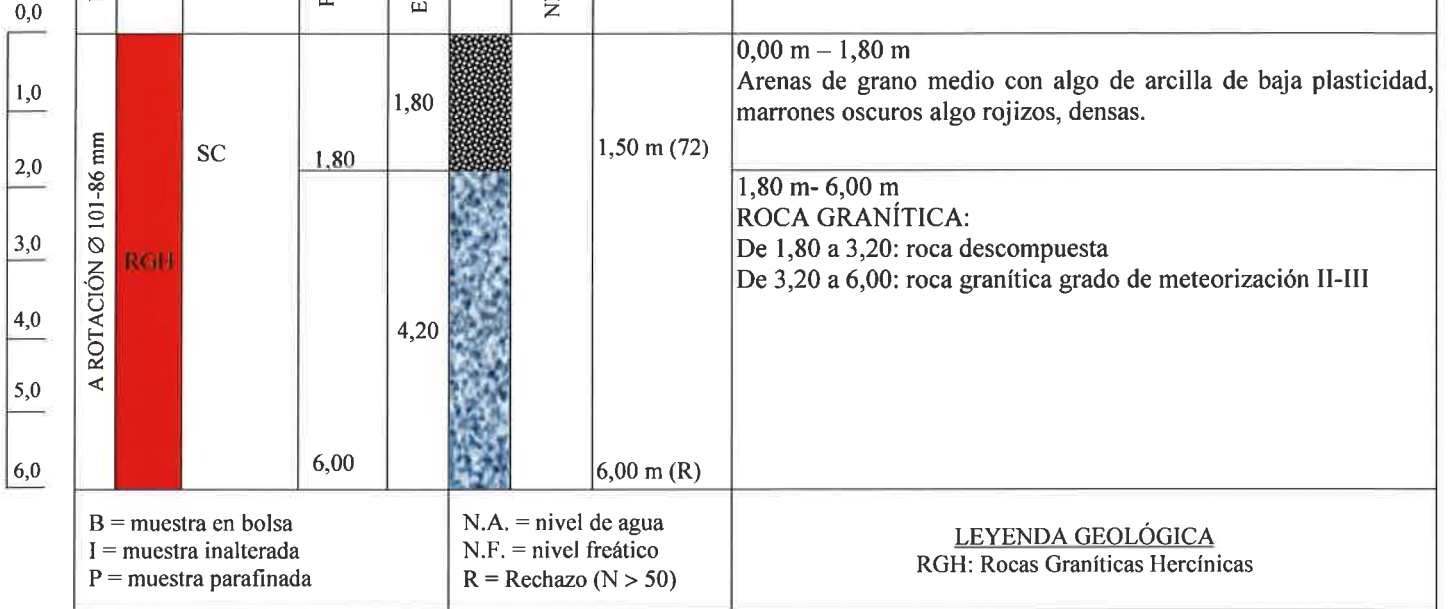 0,0
1,0
2,0
3,0
4,0
5,0
6,0
A ROTACIÓN Ø 101-86 mm
RGH
SC
1,80
6,00
1,80
4,20
1,50 m (72)
6,00 m (R)
0,00 m – 1,80 m
Arenas de grano medio con algo de arcilla de baja plasticidad,
marrones oscuros algo rojizos, densas.
1,80 m- 6,00 m
ROCA GRANÍTICA:
De 1,80 a 3,20: roca descompuesta
De 3,20 a 6,00: roca granítica grado de meteorización II-III
B = muestra en bolsa
I = muestra inalterada
P = muestra parafinada
N.A. = nivel de agua
N.F. = nivel freático
R = Rechazo (N > 50)
LEYENDA GEOLÓGICA
RGH: Rocas Graníticas Hercínicas